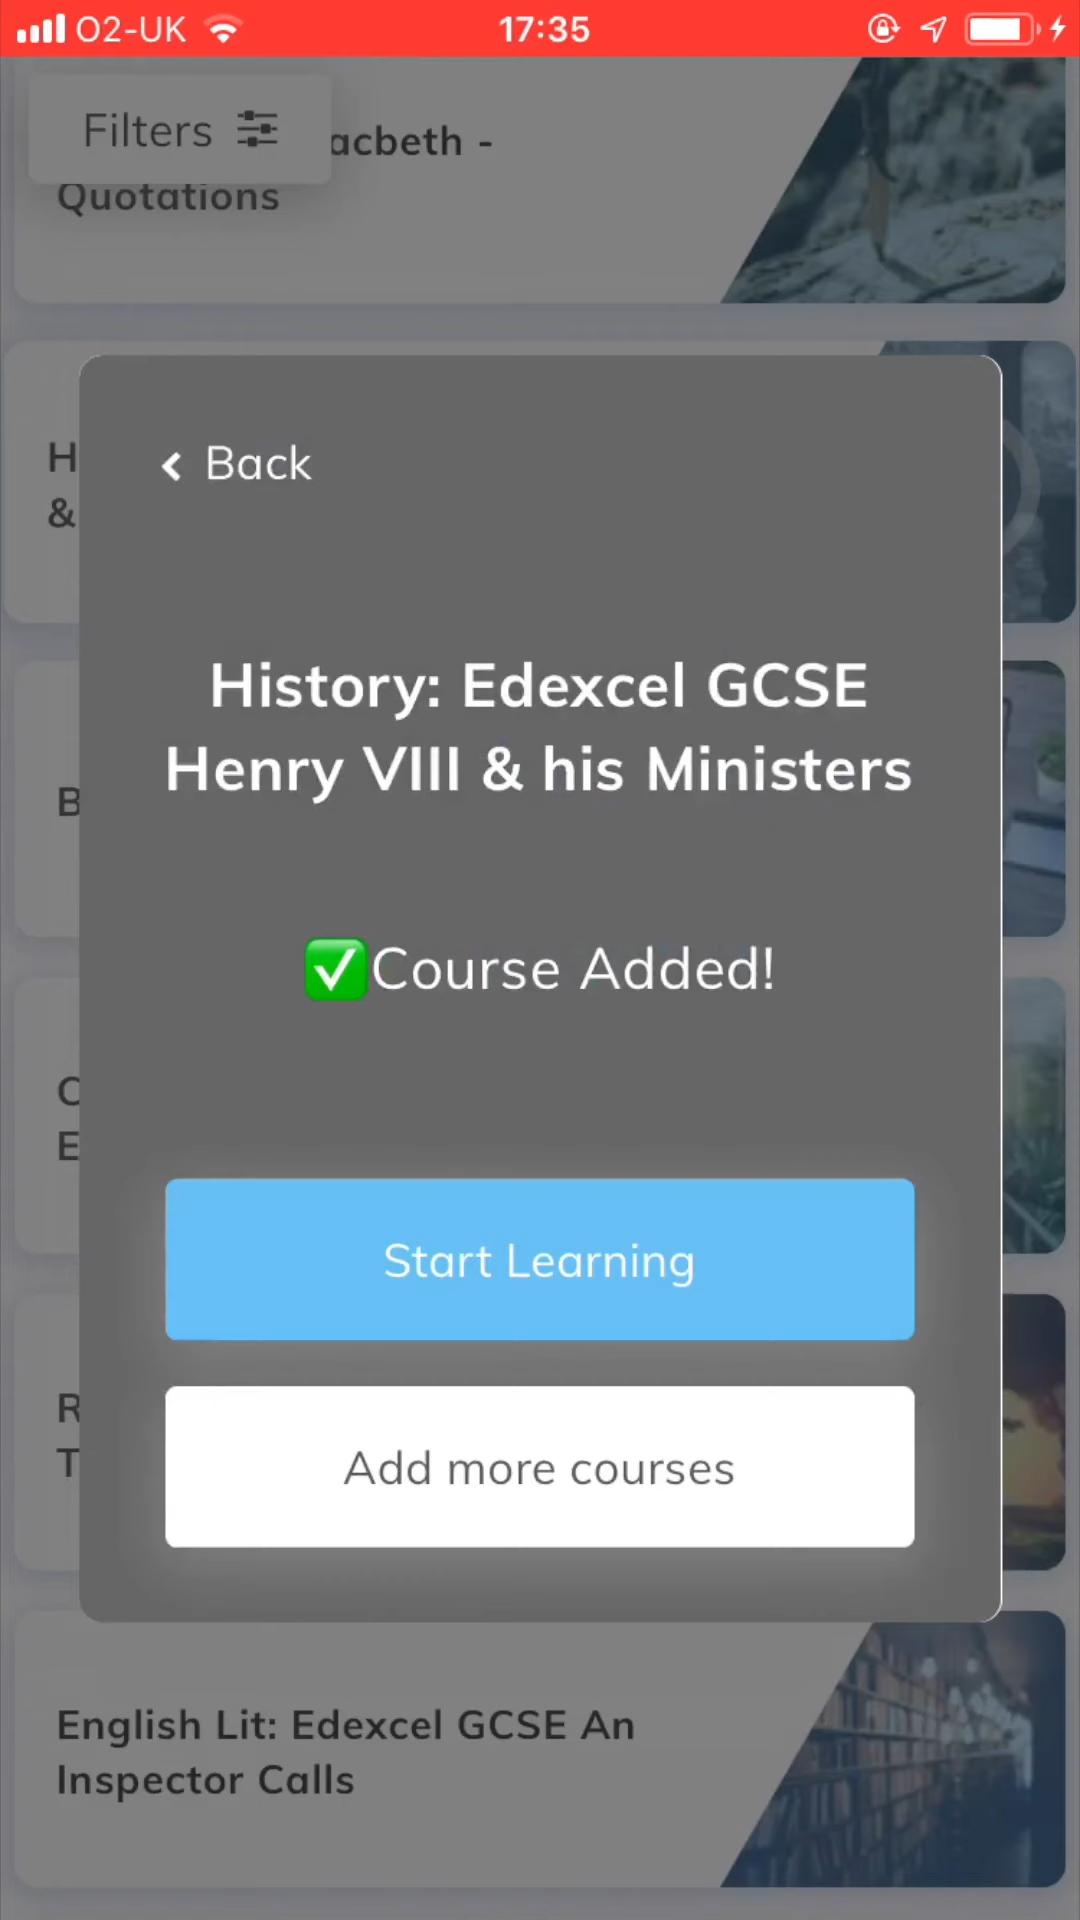 O2-UK
17:35
Filters
acbeth -
Quotations
H
&
Back
History: Edexcel GCSE
Henry VIII & his Ministers
B
✅Course Added!
C
E
Start Learning
R
T
Add more courses
English Lit: Edexcel GCSE An
Inspector Calls